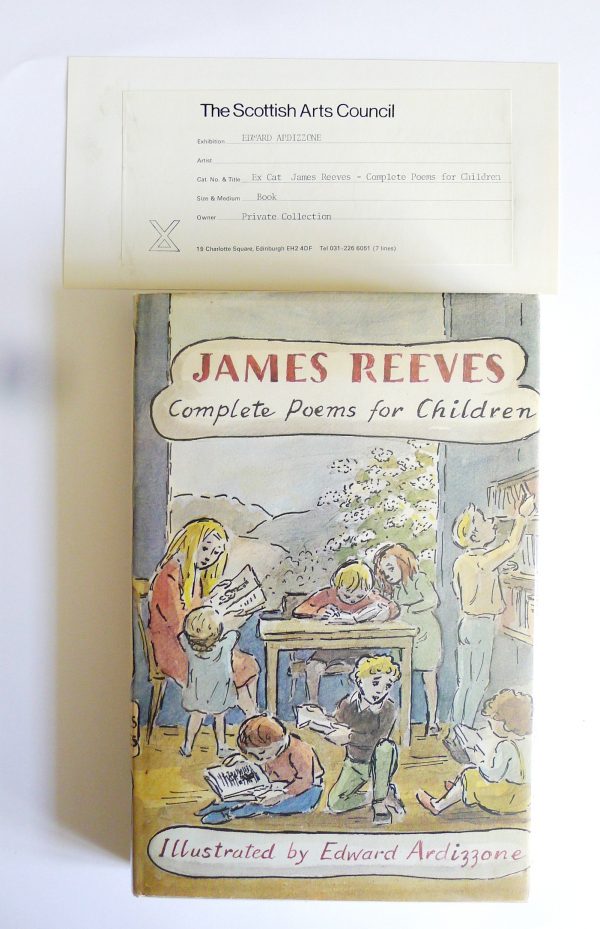 The Scottish Arts Council
Exhibition EDWARD ARDIZZONE
Artist
Cat. No. & Title Ex Cat James Reeves - Complete Poems for Children
Size & Medium Book
Owner Private Collection
19 Charlotte Square, Edinburgh EH2 4DF Tel 031-226 6051 (7 lines)
JAMES REEVES
Complete Poems for Children
Illustrated by Edward Ardizzone